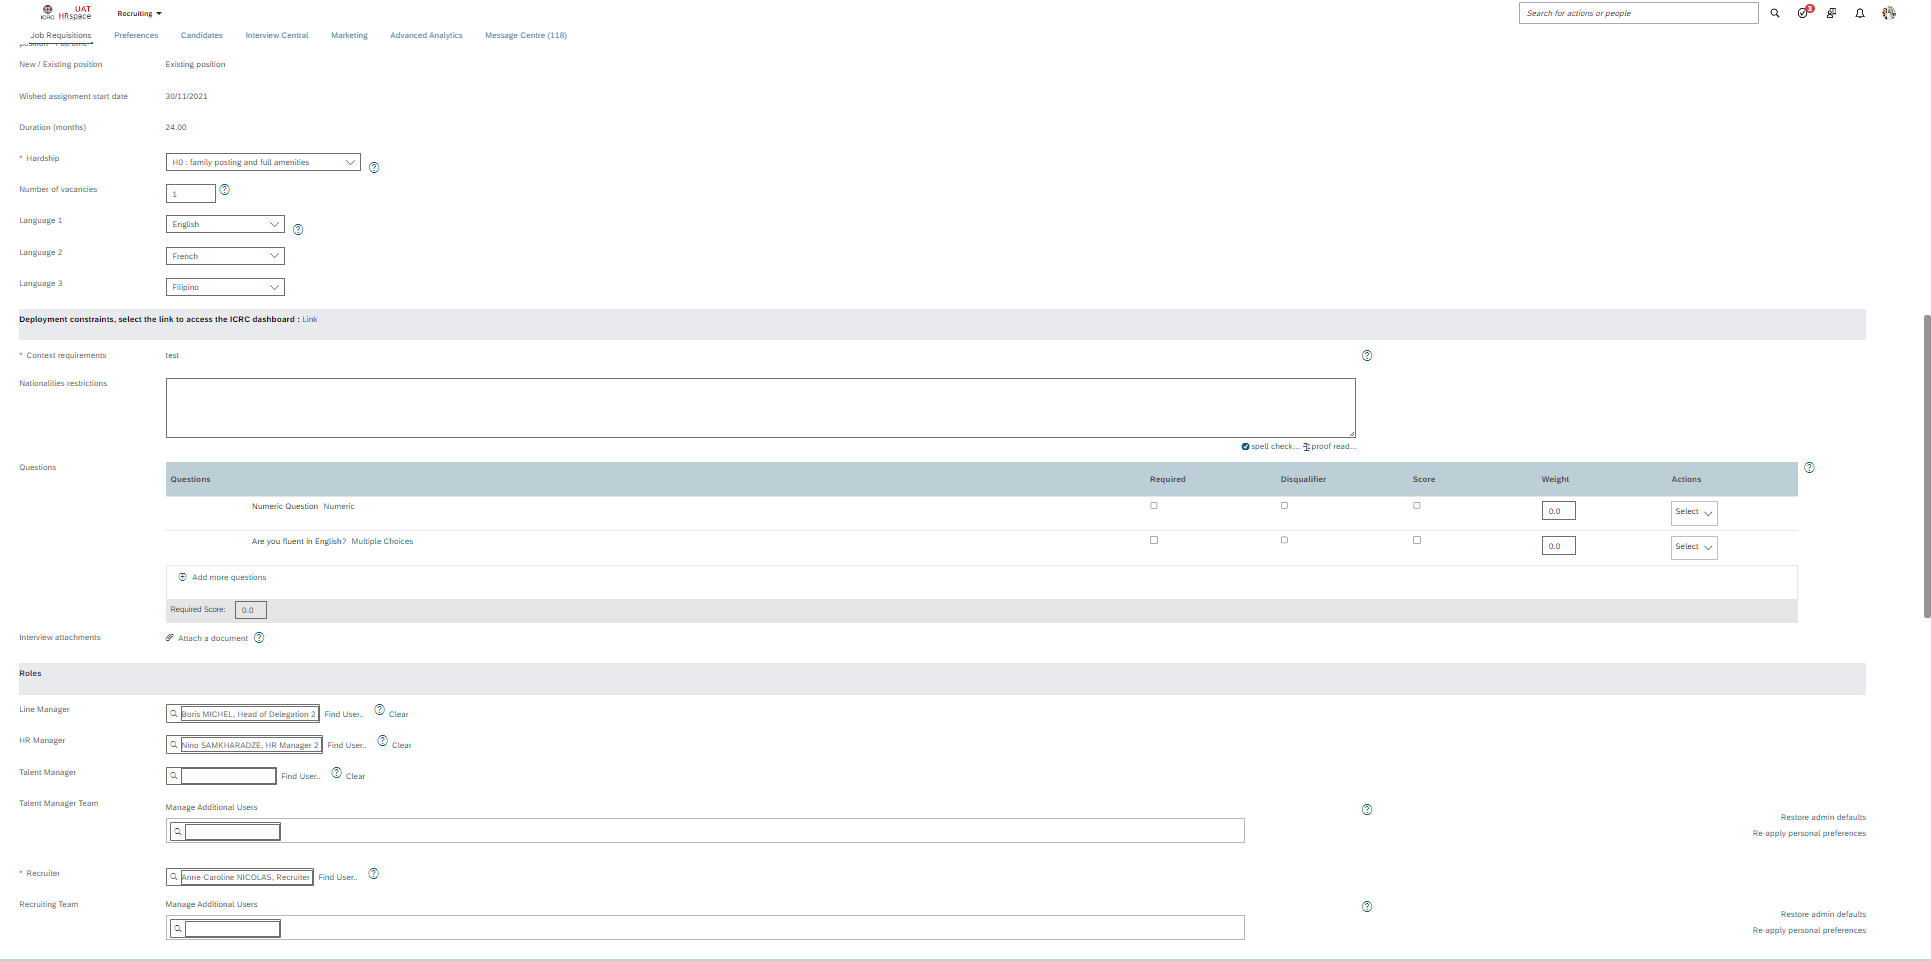 ICRC
UAT
HRspace
Recruiting
Search for actions or people
3
Job Requisitions
Preferences
Candidates
Interview Central
Marketing
Advanced Analytics
Message Centre (118)
New / Existing position
Existing position
Wished assignment start date
30/11/2021
Duration (months)
24.00
* Hardship
H0 : family posting and full amenities
Number of vacancies
1
Language 1
English
Language 2
French
Language 3
Filipino
Deployment constraints, select the link to access the ICRC dashboard : Link
* Context requirements
test
Nationalities restrictions
spell check... proof read...
Questions
Questions Required Disqualifier Score Weight Actions
Numeric Question Numeric 0.0 Select
Are you fluent in English? Multiple Choices 0.0 Select
Add more questions
Required Score: 0.0
Interview attachments
Attach a document
Roles
Line Manager
Boris MICHEL, Head of Delegation 2 Find User.. Clear
HR Manager
Nino SAMKHARADZE, HR Manager 2 Find User.. Clear
Talent Manager
Find User.. Clear
Talent Manager Team
Manage Additional Users
Restore admin defaults
Re-apply personal preferences
* Recruiter
Anne-Caroline NICOLAS, Recruiter Find User..
Recruiting Team
Manage Additional Users
Restore admin defaults
Re-apply personal preferences